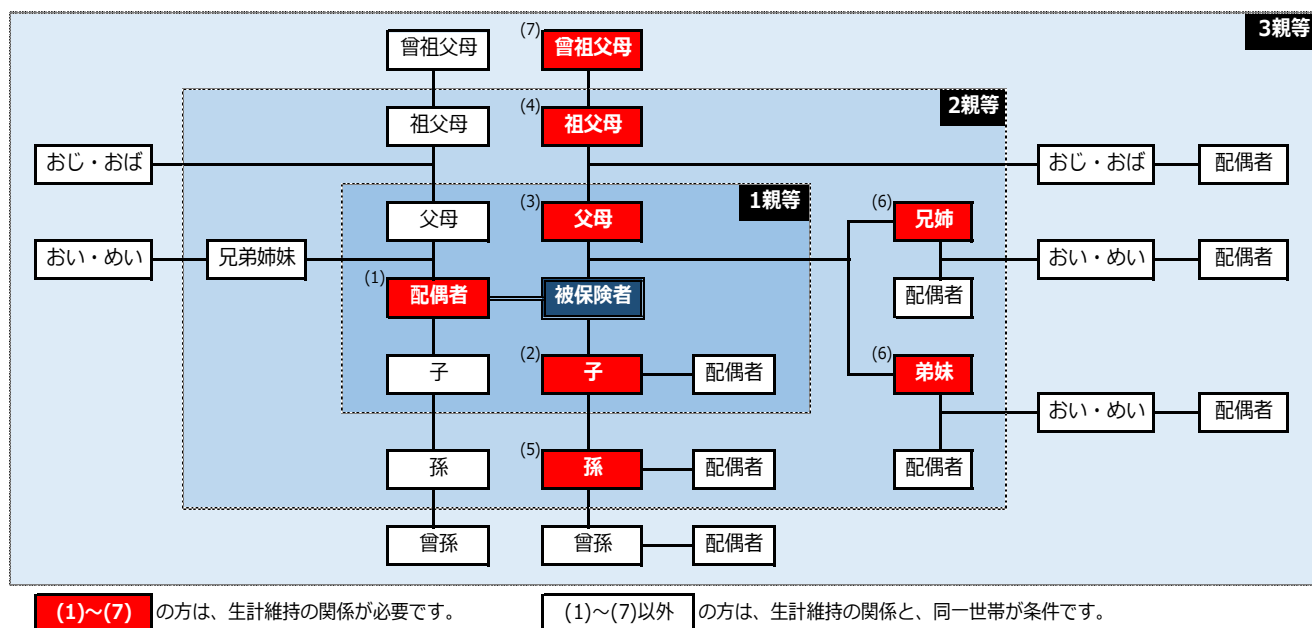 3親等
曾祖父母
(7)
曾祖父母
2親等
祖父母
(4)
祖父母
おじ・おば
おじ・おば
配偶者
1親等
父母
(3)
父母
(6)
兄姉
おい・めい
兄弟姉妹
おい・めい
配偶者
(1)
配偶者
被保険者
配偶者
子
(2)
子
配偶者
(6)
弟妹
おい・めい
配偶者
孫
(5)
孫
配偶者
配偶者
曾孫
曾孫
配偶者
(1)～(7) の方は、生計維持の関係が必要です。
(1)～(7)以外 の方は、生計維持の関係と、同一世帯が条件です。